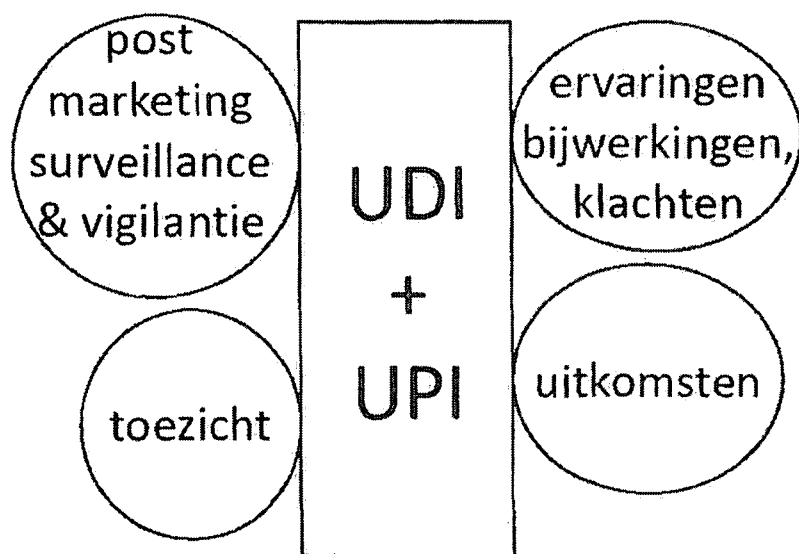 post
marketing
surveillance
& vigilantie
toezicht
UDI
+
UPI
ervaringen
bijwerkingen,
klachten
uitkomsten